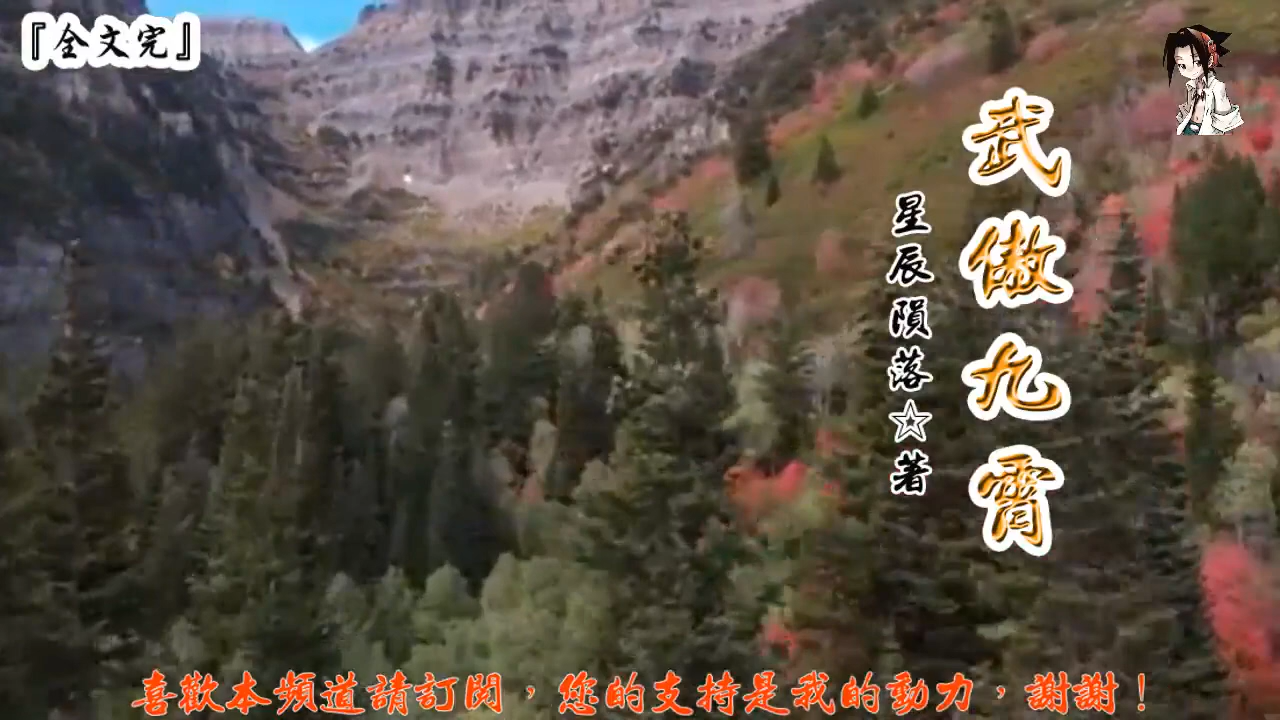 『全文完』
武傲九霄
星辰隕落☆著
喜歡本頻道請訂閱，您的支持是我的動力，謝謝！